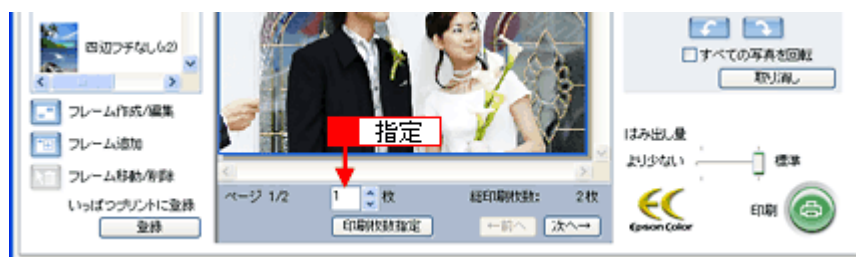 四辺フチなし(x2)
フレーム作成/編集
フレーム追加
フレーム移動/削除
いっぱつプリントに登録
登録
指定
ページ 1/2
1 枚
総印刷枚数: 2枚
印刷枚数指定
←前へ
次へ→
すべての写真を回転
取り消し
はみ出し量
より少ない
標準
Epson Color
印刷